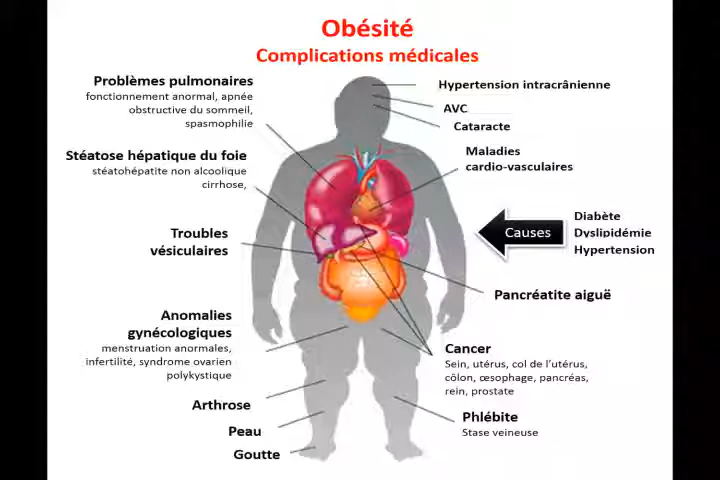 Obésité
Complications médicales
Problèmes pulmonaires
fonctionnement anormal, apnée
obstructive du sommeil,
spasmophilie
Stéatose hépatique du foie
stéatohépatite non alcoolique
cirrhose,
Troubles
vésiculaires
Anomalies
gynécologiques
menstruation anormales,
infertilité, syndrome ovarien
polykystique
Arthrose
Peau
Goutte
Hypertension intracrânienne
AVC
Cataracte
Maladies
cardio-vasculaires
Causes
Diabète
Dyslipidémie
Hypertension
Pancréatite aiguë
Cancer
Sein, utérus, col de l'utérus,
côlon, œsophage, pancréas,
rein, prostate
Phlébite
Stase veineuse